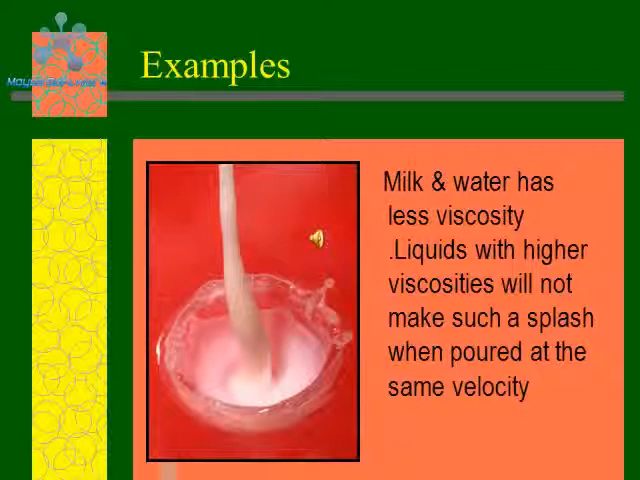 Examples
Milk & water has
less viscosity
.Liquids with higher
viscosities will not
make such a splash
when poured at the
same velocity